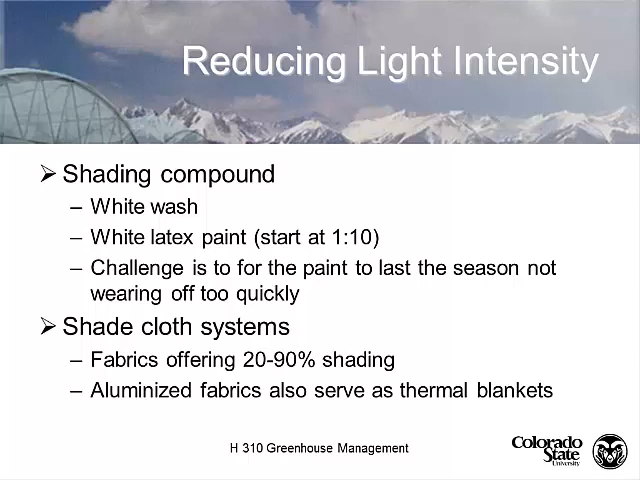 Reducing Light Intensity
➢ Shading compound
– White wash
– White latex paint (start at 1:10)
– Challenge is to for the paint to last the season not
wearing off too quickly
➢ Shade cloth systems
– Fabrics offering 20-90% shading
– Aluminized fabrics also serve as thermal blankets
H 310 Greenhouse Management
Colorado
State
University